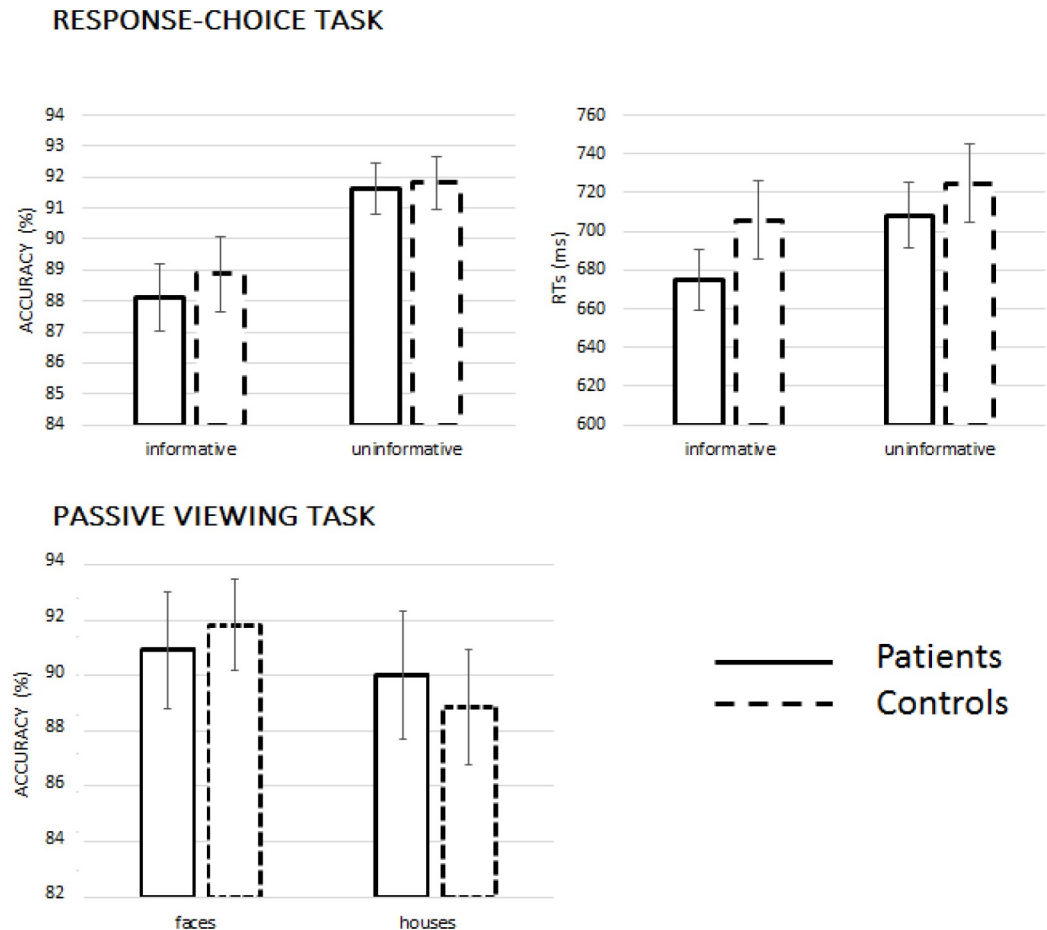 RESPONSE-CHOICE TASK
ACCURACY (%)
94
93
92
91
90
89
88
87
86
85
84
informative
uninformative
RTs (ms)
760
740
720
700
680
660
640
620
600
informative
uninformative
PASSIVE VIEWING TASK
ACCURACY (%)
94
92
90
88
86
84
82
faces
houses
Patients
Controls